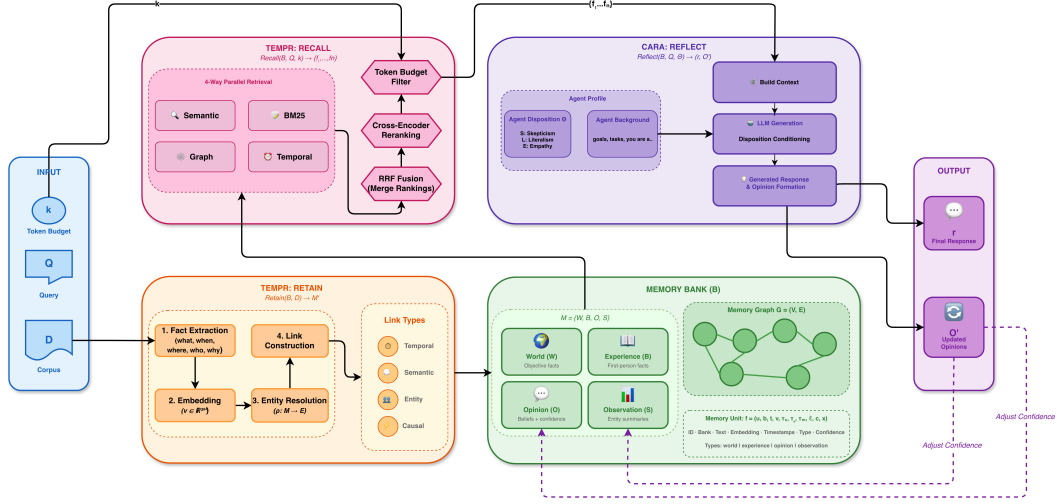 k
{f₁...fₙ}
INPUT
k
Token Budget
Q
Query
D
Corpus
TEMPR: RECALL
Recall(B, Q, k) → {f₁,...,fn}
4-Way Parallel Retrieval
Semantic
BM25
Graph
Temporal
Token Budget
Filter
Cross-Encoder
Reranking
RRF Fusion
(Merge Rankings)
CARA: REFLECT
Reflect(B, Q, Θ) → (r, O')
Agent Profile
Agent Disposition Θ
S: Skepticism
L: Literalism
E: Empathy
Agent Background
goals, tasks, you are a..
Build Context
LLM Generation
Disposition Conditioning
Generated Response
& Opinion Formation
OUTPUT
r
Final Response
O'
Updated
Opinions
TEMPR: RETAIN
Retain(B, D) → M'
1. Fact Extraction
(what, when,
where, who, why)
4. Link
Construction
2. Embedding
3. Entity Resolution
(ρ: M → E)
Link Types
Temporal
Semantic
Entity
Causal
MEMORY BANK (B)
M = {W, B, O, S}
World (W)
Objective facts
Experience (B)
First-person facts
Opinion (O)
Beliefs + confidence
Observation (S)
Entity summaries
Memory Graph G = (V, E)
Memory Unit: f = (u, b, t, v, τₛ, τₑ, τₘ, ℓ, c, x)
ID · Bank · Text · Embedding · Timestamps · Type · Confidence
Types: world | experience | opinion | observation
Adjust Confidence
Adjust Confidence